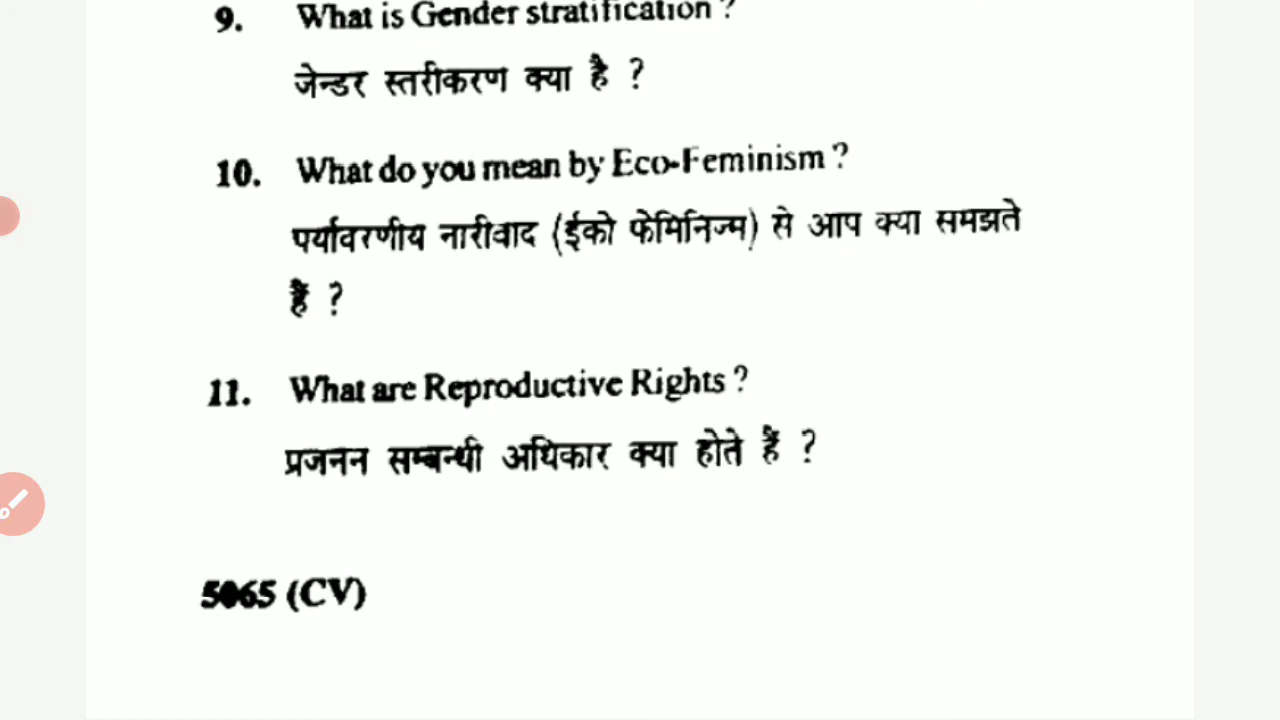 9. What is Gender stratification ?
जेन्डर स्तरीकरण क्या है ?
10. What do you mean by Eco-Feminism ?
पर्यावरणीय नारीवाद (ईको फेमिनिज्म) से आप क्या समझते
हैं ?
11. What are Reproductive Rights ?
प्रजनन सम्बन्धी अधिकार क्या होते हैं ?
5065 (CV)